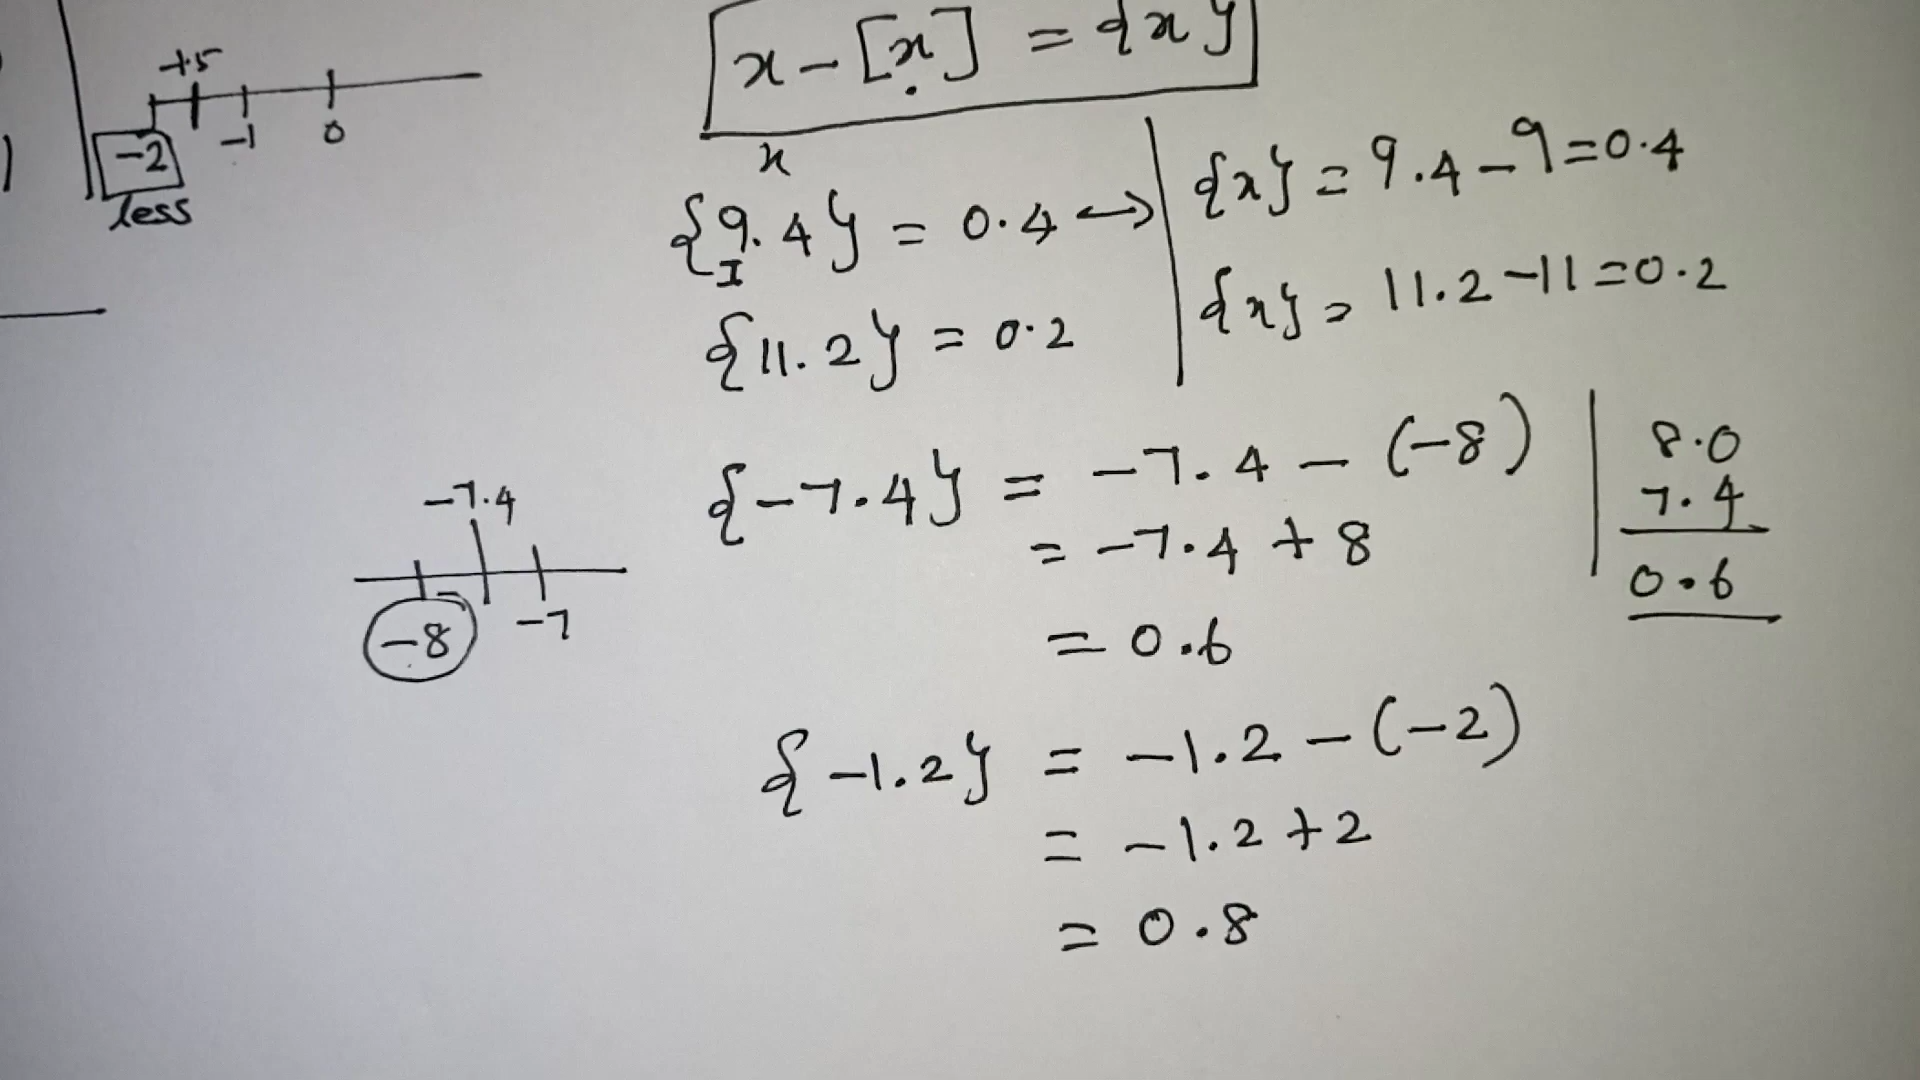 x - [x] = {x}
+5
-2 -1 0
less
x
{9.4} = 0.4 →
I
{x} = 9.4 - 9 = 0.4
{11.2} = 0.2
{x} = 11.2 - 11 = 0.2
-7.4
-8 -7
{-7.4} = -7.4 - (-8)
= -7.4 + 8
= 0.6
8.0
7.4
0.6
{-1.2} = -1.2 - (-2)
= -1.2 + 2
= 0.8